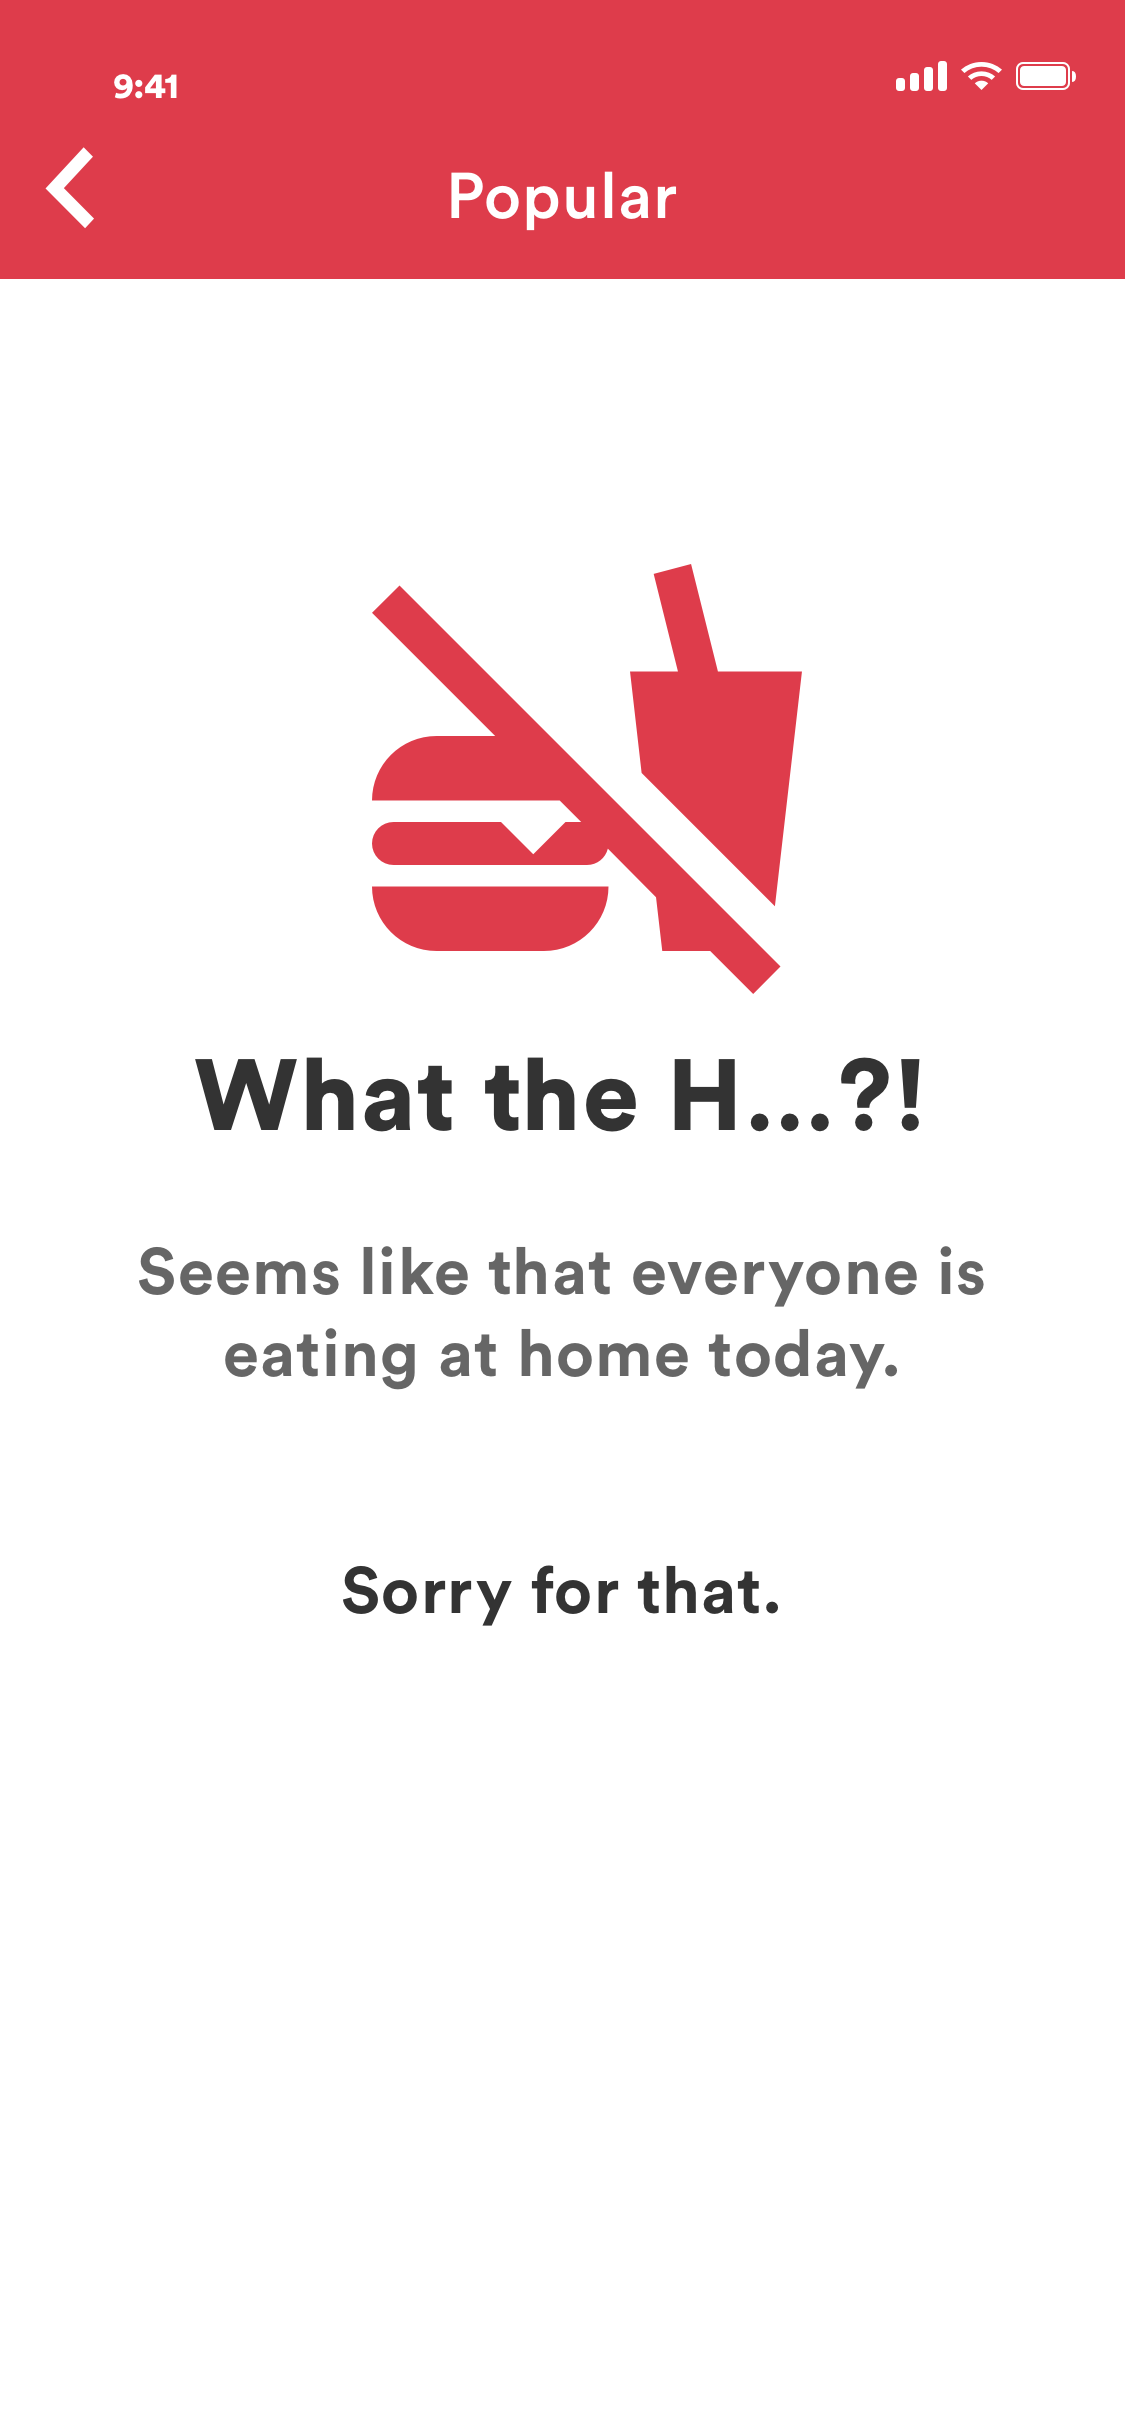 9:41
Popular
What the H...?!
Seems like that everyone is
eating at home today.
Sorry for that.